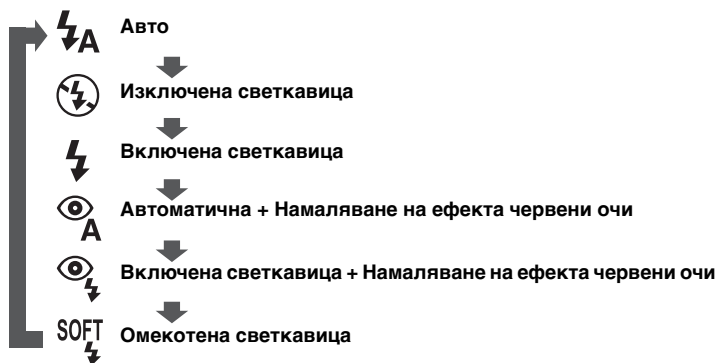 A Авто
Изключена светкавица
Включена светкавица
A Автоматична + Намаляване на ефекта червени очи
Включена светкавица + Намаляване на ефекта червени очи
SOFT Омекотена светкавица